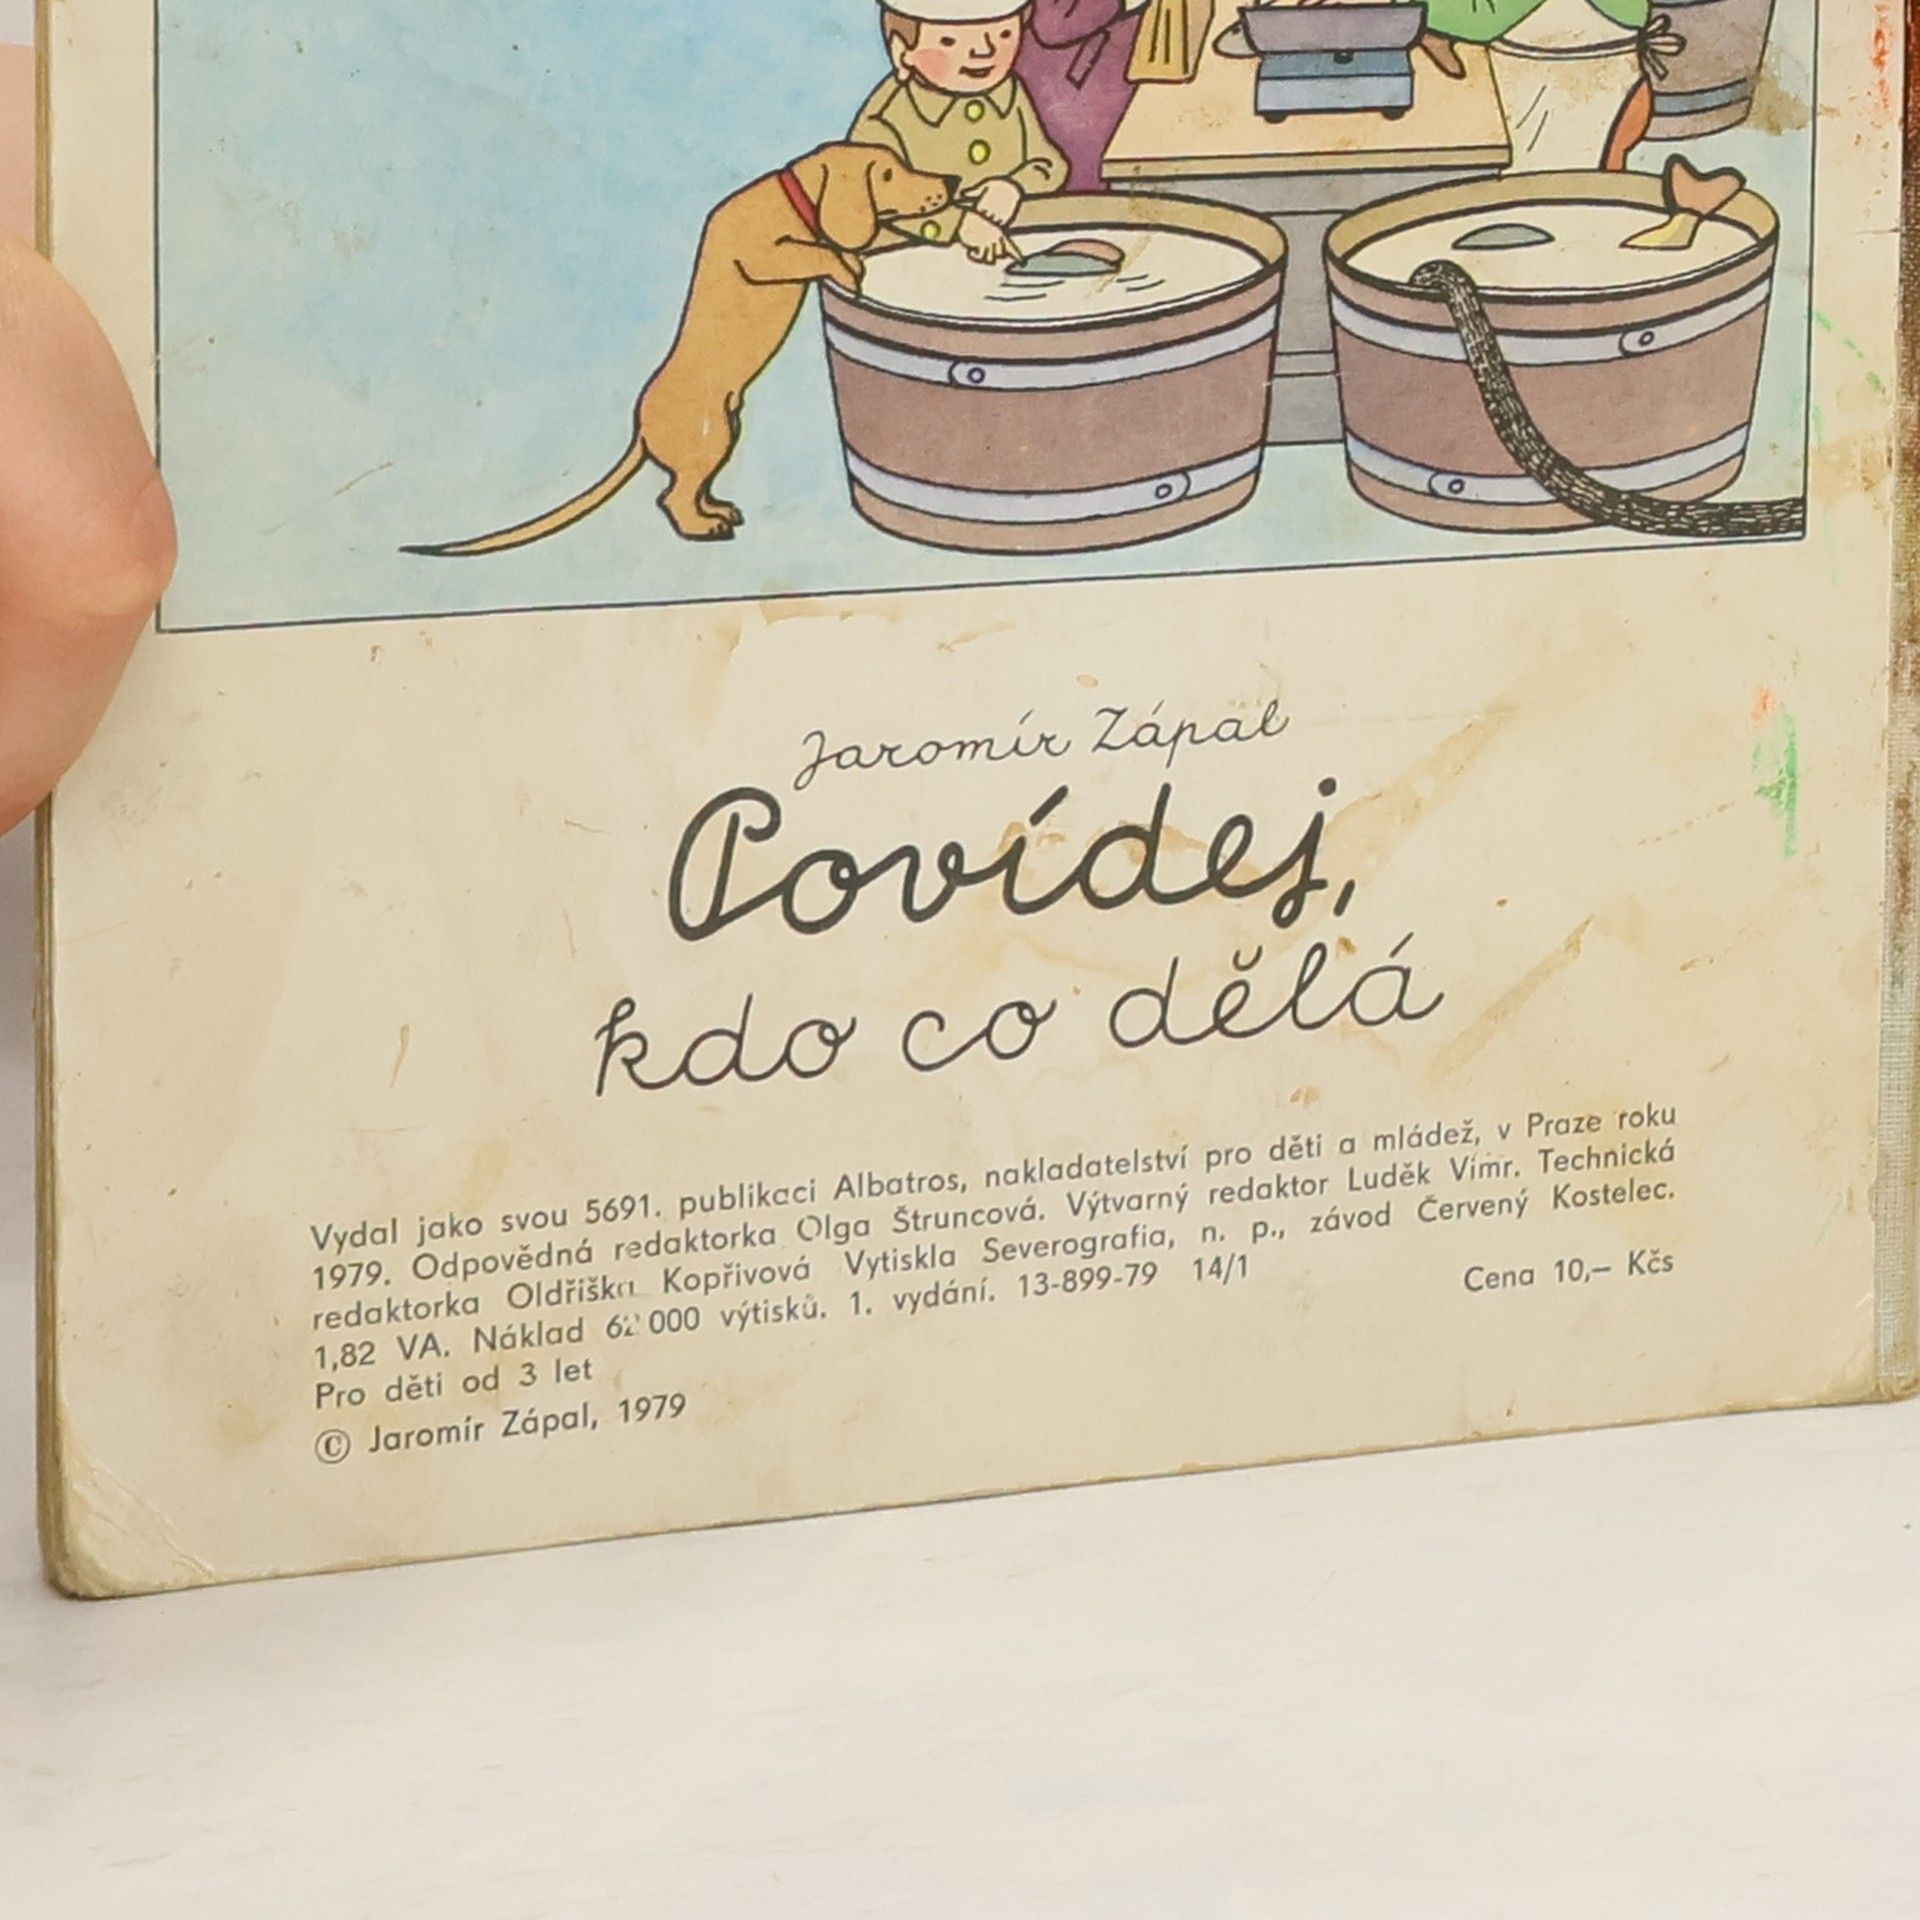 Jaromír Zápal
Povídej,
kdo co dělá
Vydal jako svou 5691. publikaci Albatros, nakladatelství pro děti a mládež, v Praze roku
1979. Odpovědná redaktorka Olga Štruncová. Výtvarný redaktor Luděk Vimr. Technická
redaktorka Oldřiška Kopřivová Vytiskla Severografia, n. p., závod Červený Kostelec.
1,82 VA. Náklad 62 000 výtisků. 1. vydání. 13-899-79 14/1
Cena 10,– Kčs
Pro děti od 3 let
© Jaromír Zápal, 1979